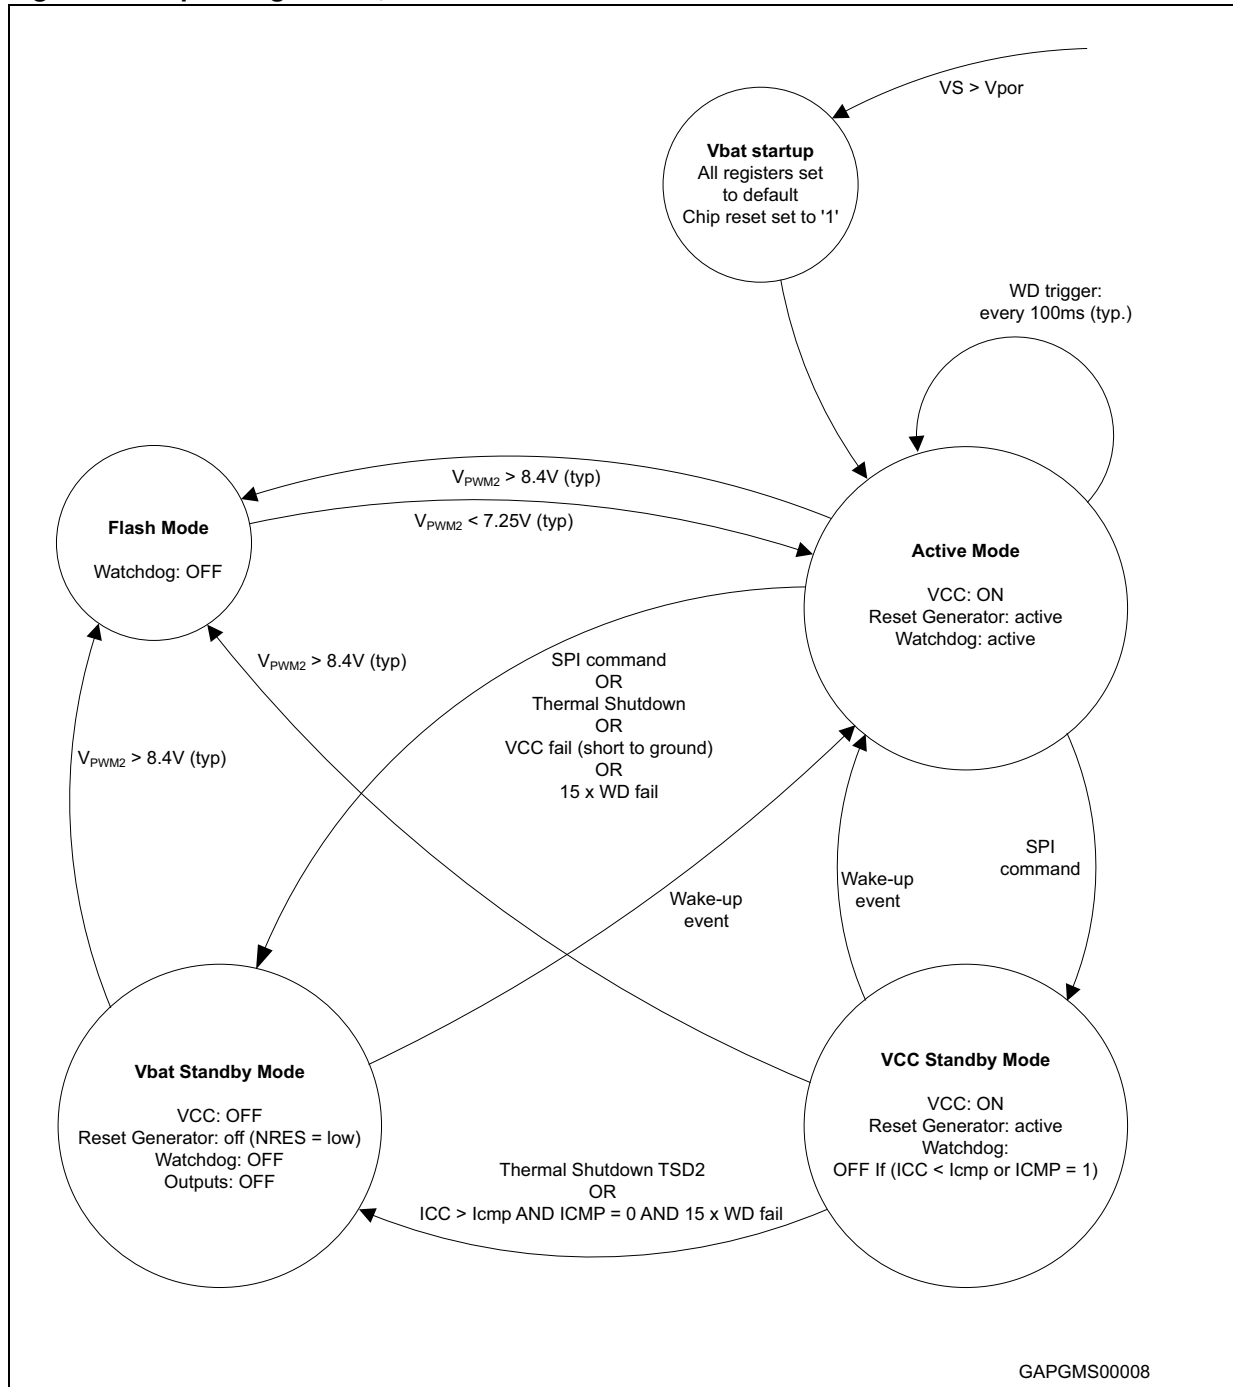 VS > Vpor
Vbat startup
All registers set
to default
Chip reset set to '1'
WD trigger:
every 100ms (typ.)
VPWM2 > 8.4V (typ)
VPWM2 < 7.25V (typ)
Flash Mode
Watchdog: OFF
Active Mode
VCC: ON
Reset Generator: active
Watchdog: active
VPWM2 > 8.4V (typ)
SPI command
OR
Thermal Shutdown
OR
VCC fail (short to ground)
OR
15 x WD fail
VPWM2 > 8.4V (typ)
SPI
command
Wake-up
event
Wake-up
event
Vbat Standby Mode
VCC: OFF
Reset Generator: off (NRES = low)
Watchdog: OFF
Outputs: OFF
VCC Standby Mode
VCC: ON
Reset Generator: active
Watchdog:
OFF If (ICC < Icmp or ICMP = 1)
Thermal Shutdown TSD2
OR
ICC > Icmp AND ICMP = 0 AND 15 x WD fail
GAPGMS00008